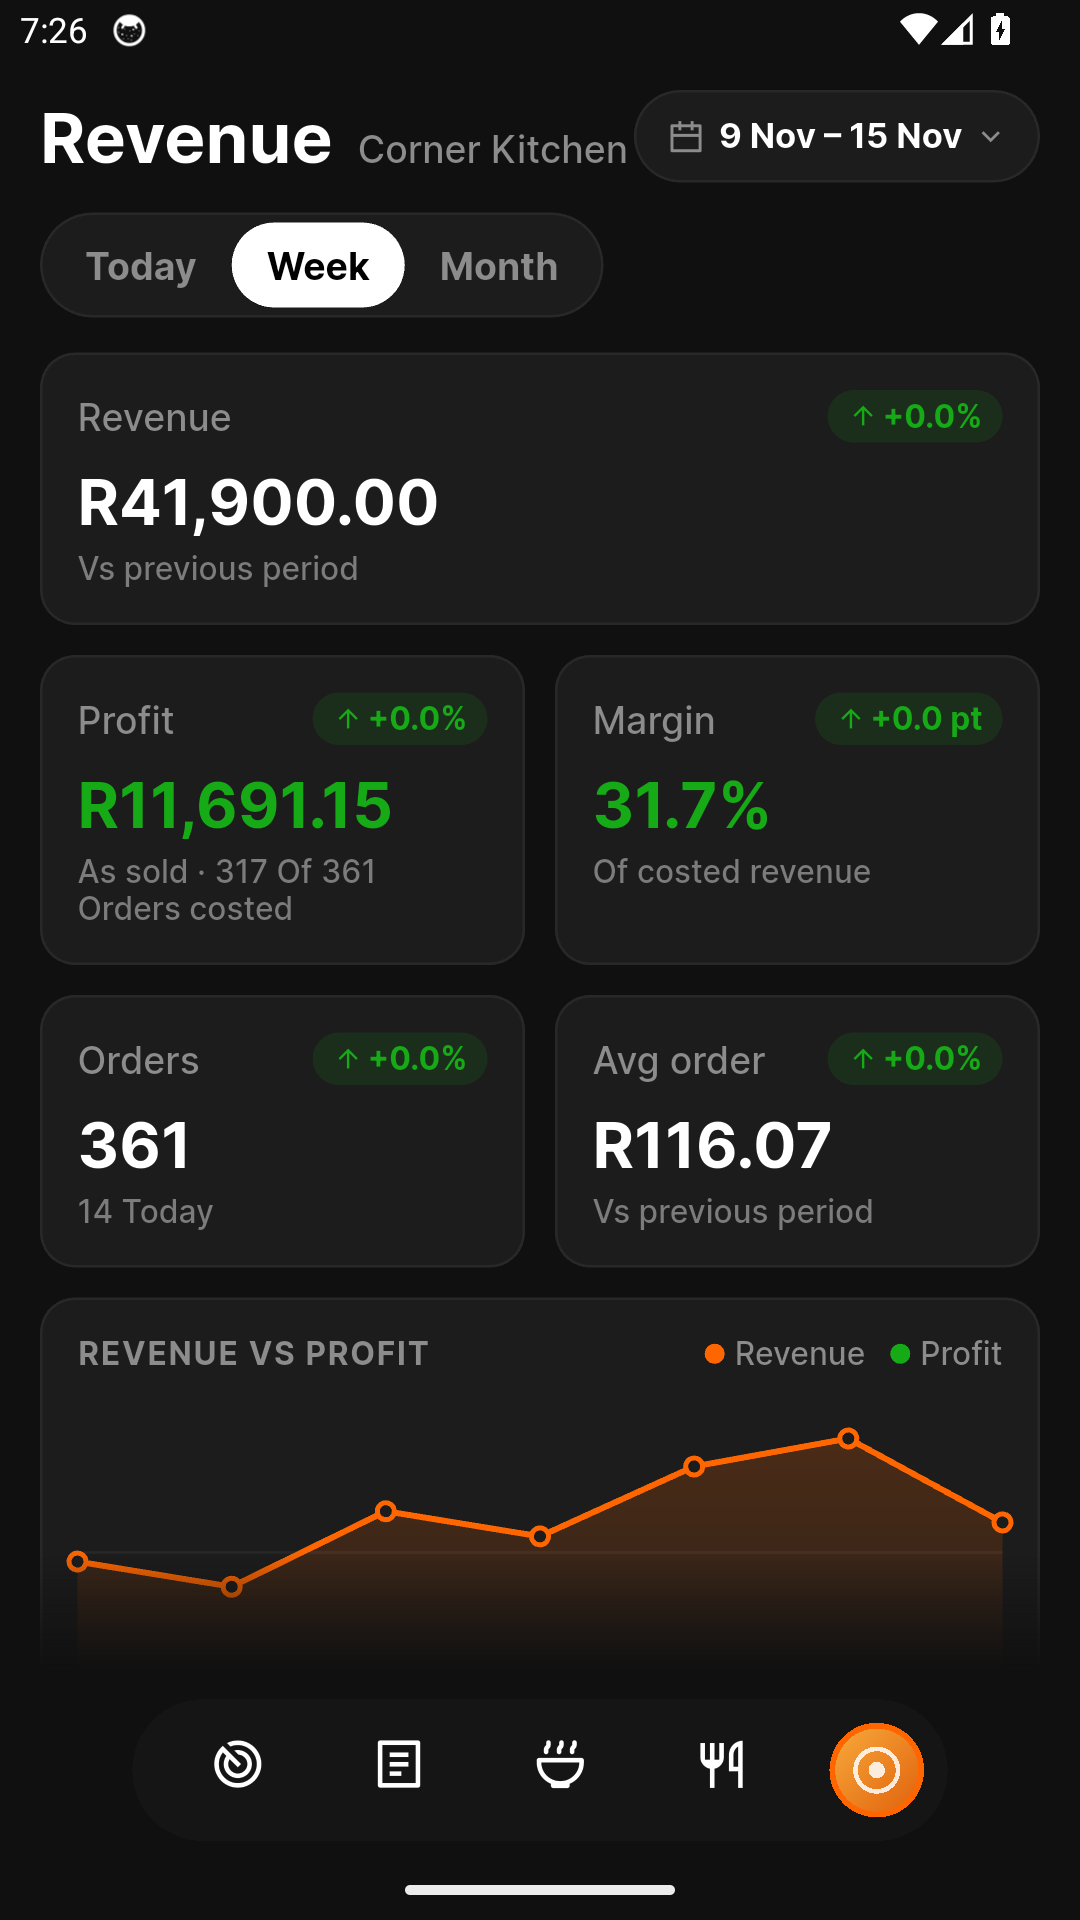 7:26
Revenue Corner Kitchen 9 Nov – 15 Nov
Today Week Month
Revenue ↑ +0.0%
R41,900.00
Vs previous period
Profit ↑ +0.0%
R11,691.15
As sold · 317 Of 361
Orders costed
Margin ↑ +0.0 pt
31.7%
Of costed revenue
Orders ↑ +0.0%
361
14 Today
Avg order ↑ +0.0%
R116.07
Vs previous period
REVENUE VS PROFIT Revenue Profit